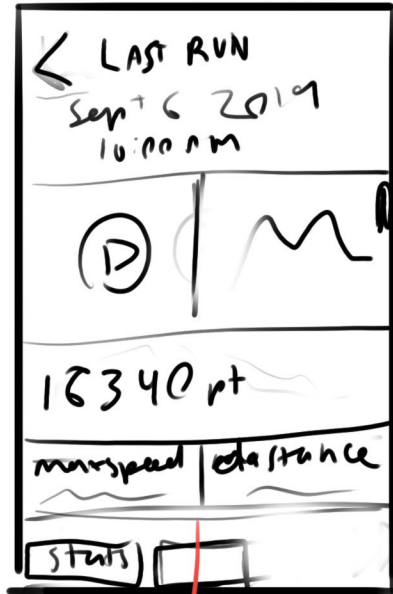 < LAST RUN
Sept 6 2019
10:00 AM
16340 pt
maxspeed distance
stats